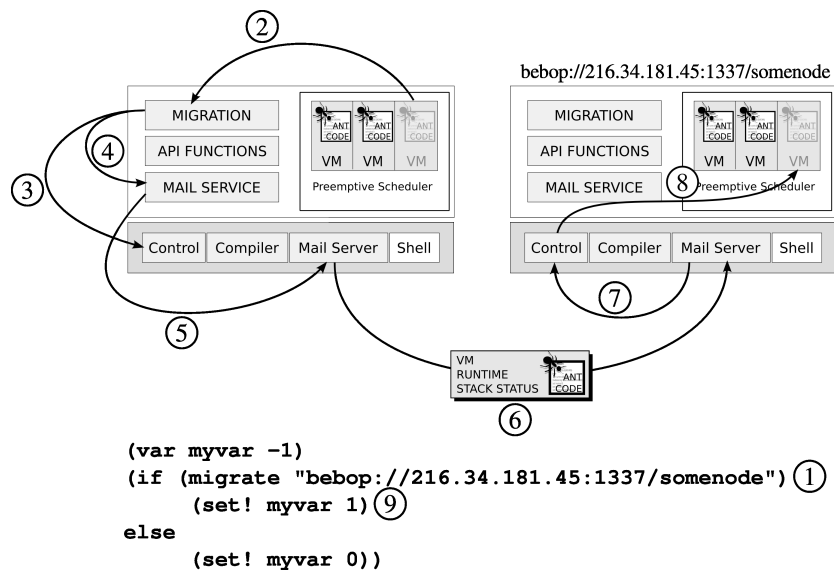 ②
bebop://216.34.181.45:1337/somenode
MIGRATION
API FUNCTIONS
MAIL SERVICE
ANT CODE
ANT CODE
ANT CODE
VM VM VM
Preemptive Scheduler
④
③
Control Compiler Mail Server Shell
⑤
MIGRATION
API FUNCTIONS
MAIL SERVICE
ANT CODE
ANT CODE
ANT CODE
VM VM VM
⑧
Preemptive Scheduler
Control Compiler Mail Server Shell
⑦
VM
RUNTIME
STACK STATUS
ANT
CODE
⑥
(var myvar -1)
(if (migrate "bebop://216.34.181.45:1337/somenode") ①
(set! myvar 1) ⑨
else
(set! myvar 0))